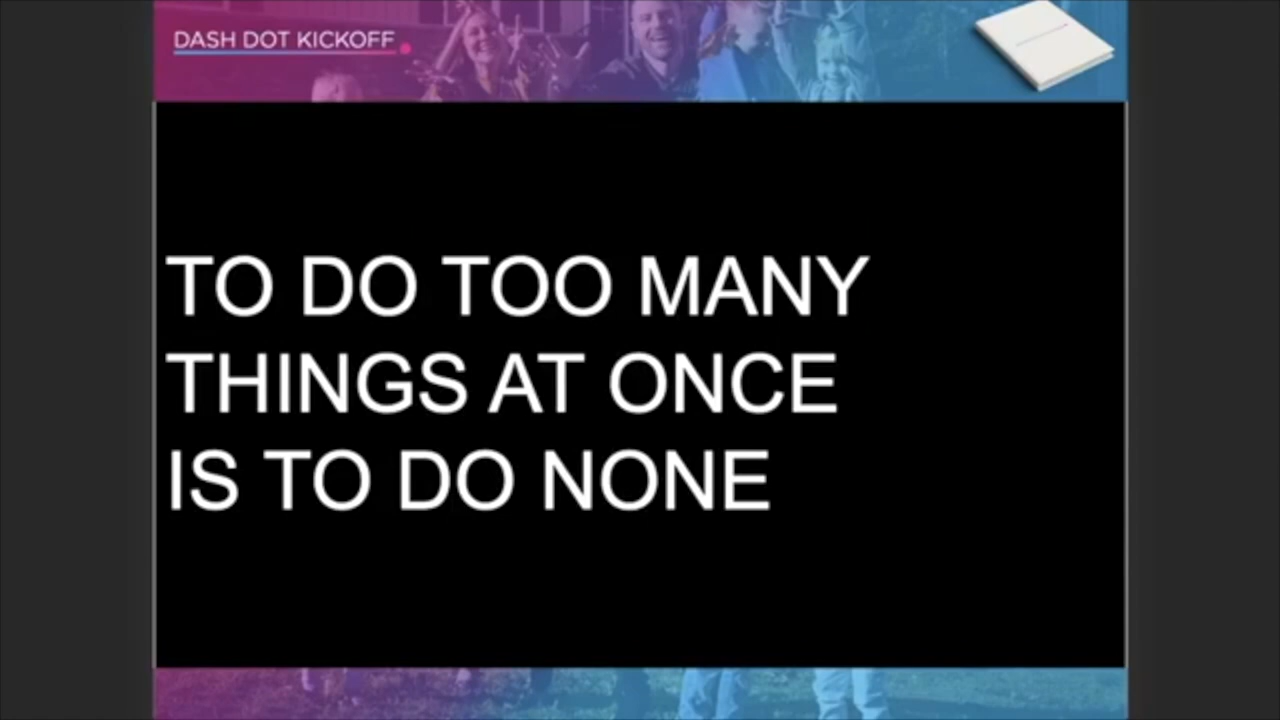 DASH DOT KICKOFF
TO DO TOO MANY
THINGS AT ONCE
IS TO DO NONE